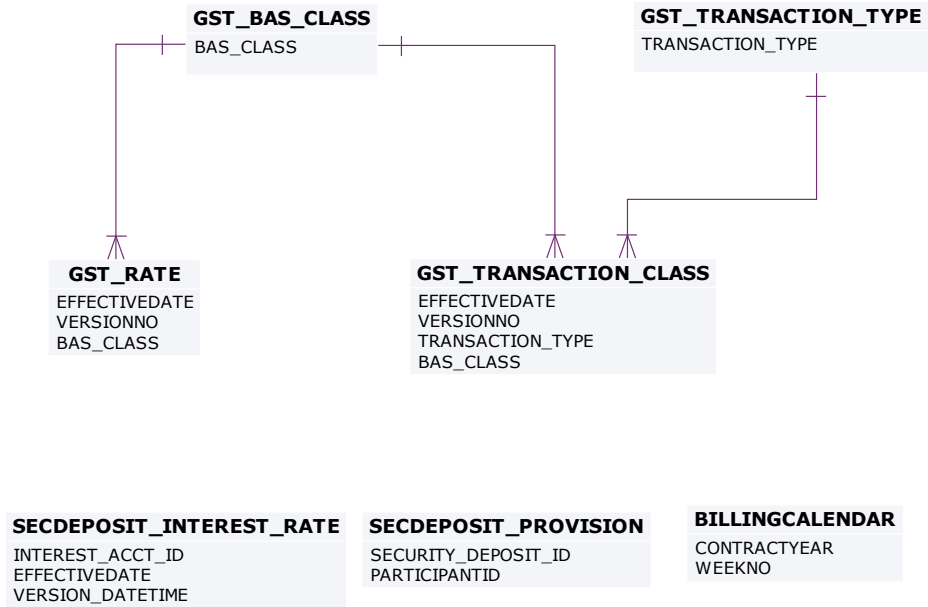 GST_BAS_CLASS
BAS_CLASS
GST_TRANSACTION_TYPE
TRANSACTION_TYPE
GST_RATE
EFFECTIVEDATE
VERSIONNO
BAS_CLASS
GST_TRANSACTION_CLASS
EFFECTIVEDATE
VERSIONNO
TRANSACTION_TYPE
BAS_CLASS
SECDEPOSIT_INTEREST_RATE
INTEREST_ACCT_ID
EFFECTIVEDATE
VERSION_DATETIME
SECDEPOSIT_PROVISION
SECURITY_DEPOSIT_ID
PARTICIPANTID
BILLINGCALENDAR
CONTRACTYEAR
WEEKNO